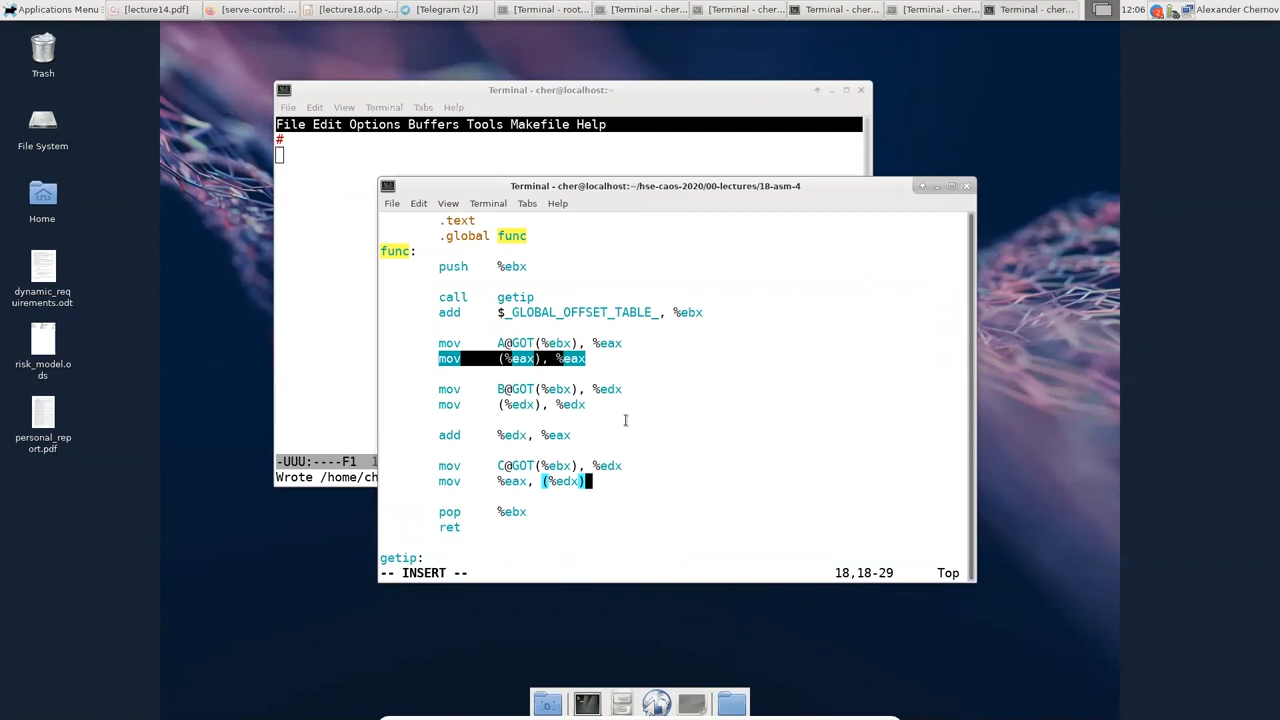 Applications Menu [lecture14.pdf] [serve-control: ... [lecture18.odp -... [Telegram (2)] [Terminal - root... [Terminal - cher... [Terminal - cher... Terminal - cher... [Terminal - cher... Terminal - cher... 12:06 Alexander Chernov
Trash
File System
Home
dynamic_req
uirements.odt
risk_model.o
ds
personal_rep
ort.pdf
Terminal - cher@localhost:~
File Edit View Terminal Tabs Help
File Edit Options Buffers Tools Makefile Help
#
-UUU:----F1 1
Wrote /home/ch
Terminal - cher@localhost:~/hse-caos-2020/00-lectures/18-asm-4
File Edit View Terminal Tabs Help
.text
.global func
func:
push %ebx
call getip
add $_GLOBAL_OFFSET_TABLE_, %ebx
mov A@GOT(%ebx), %eax
mov (%eax), %eax
mov B@GOT(%ebx), %edx
mov (%edx), %edx
add %edx, %eax
mov C@GOT(%ebx), %edx
mov %eax, (%edx)
pop %ebx
ret
getip:
-- INSERT -- 18,18-29 Top